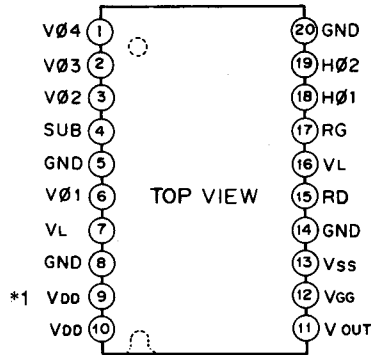 VØ4 1
VØ3 2
VØ2 3
SUB 4
GND 5
VØ1 6
VL 7
GND 8
*1 VDD 9
VDD 10
TOP VIEW
20 GND
19 HØ2
18 HØ1
17 RG
16 VL
15 RD
14 GND
13 VSS
12 VGG
11 V OUT